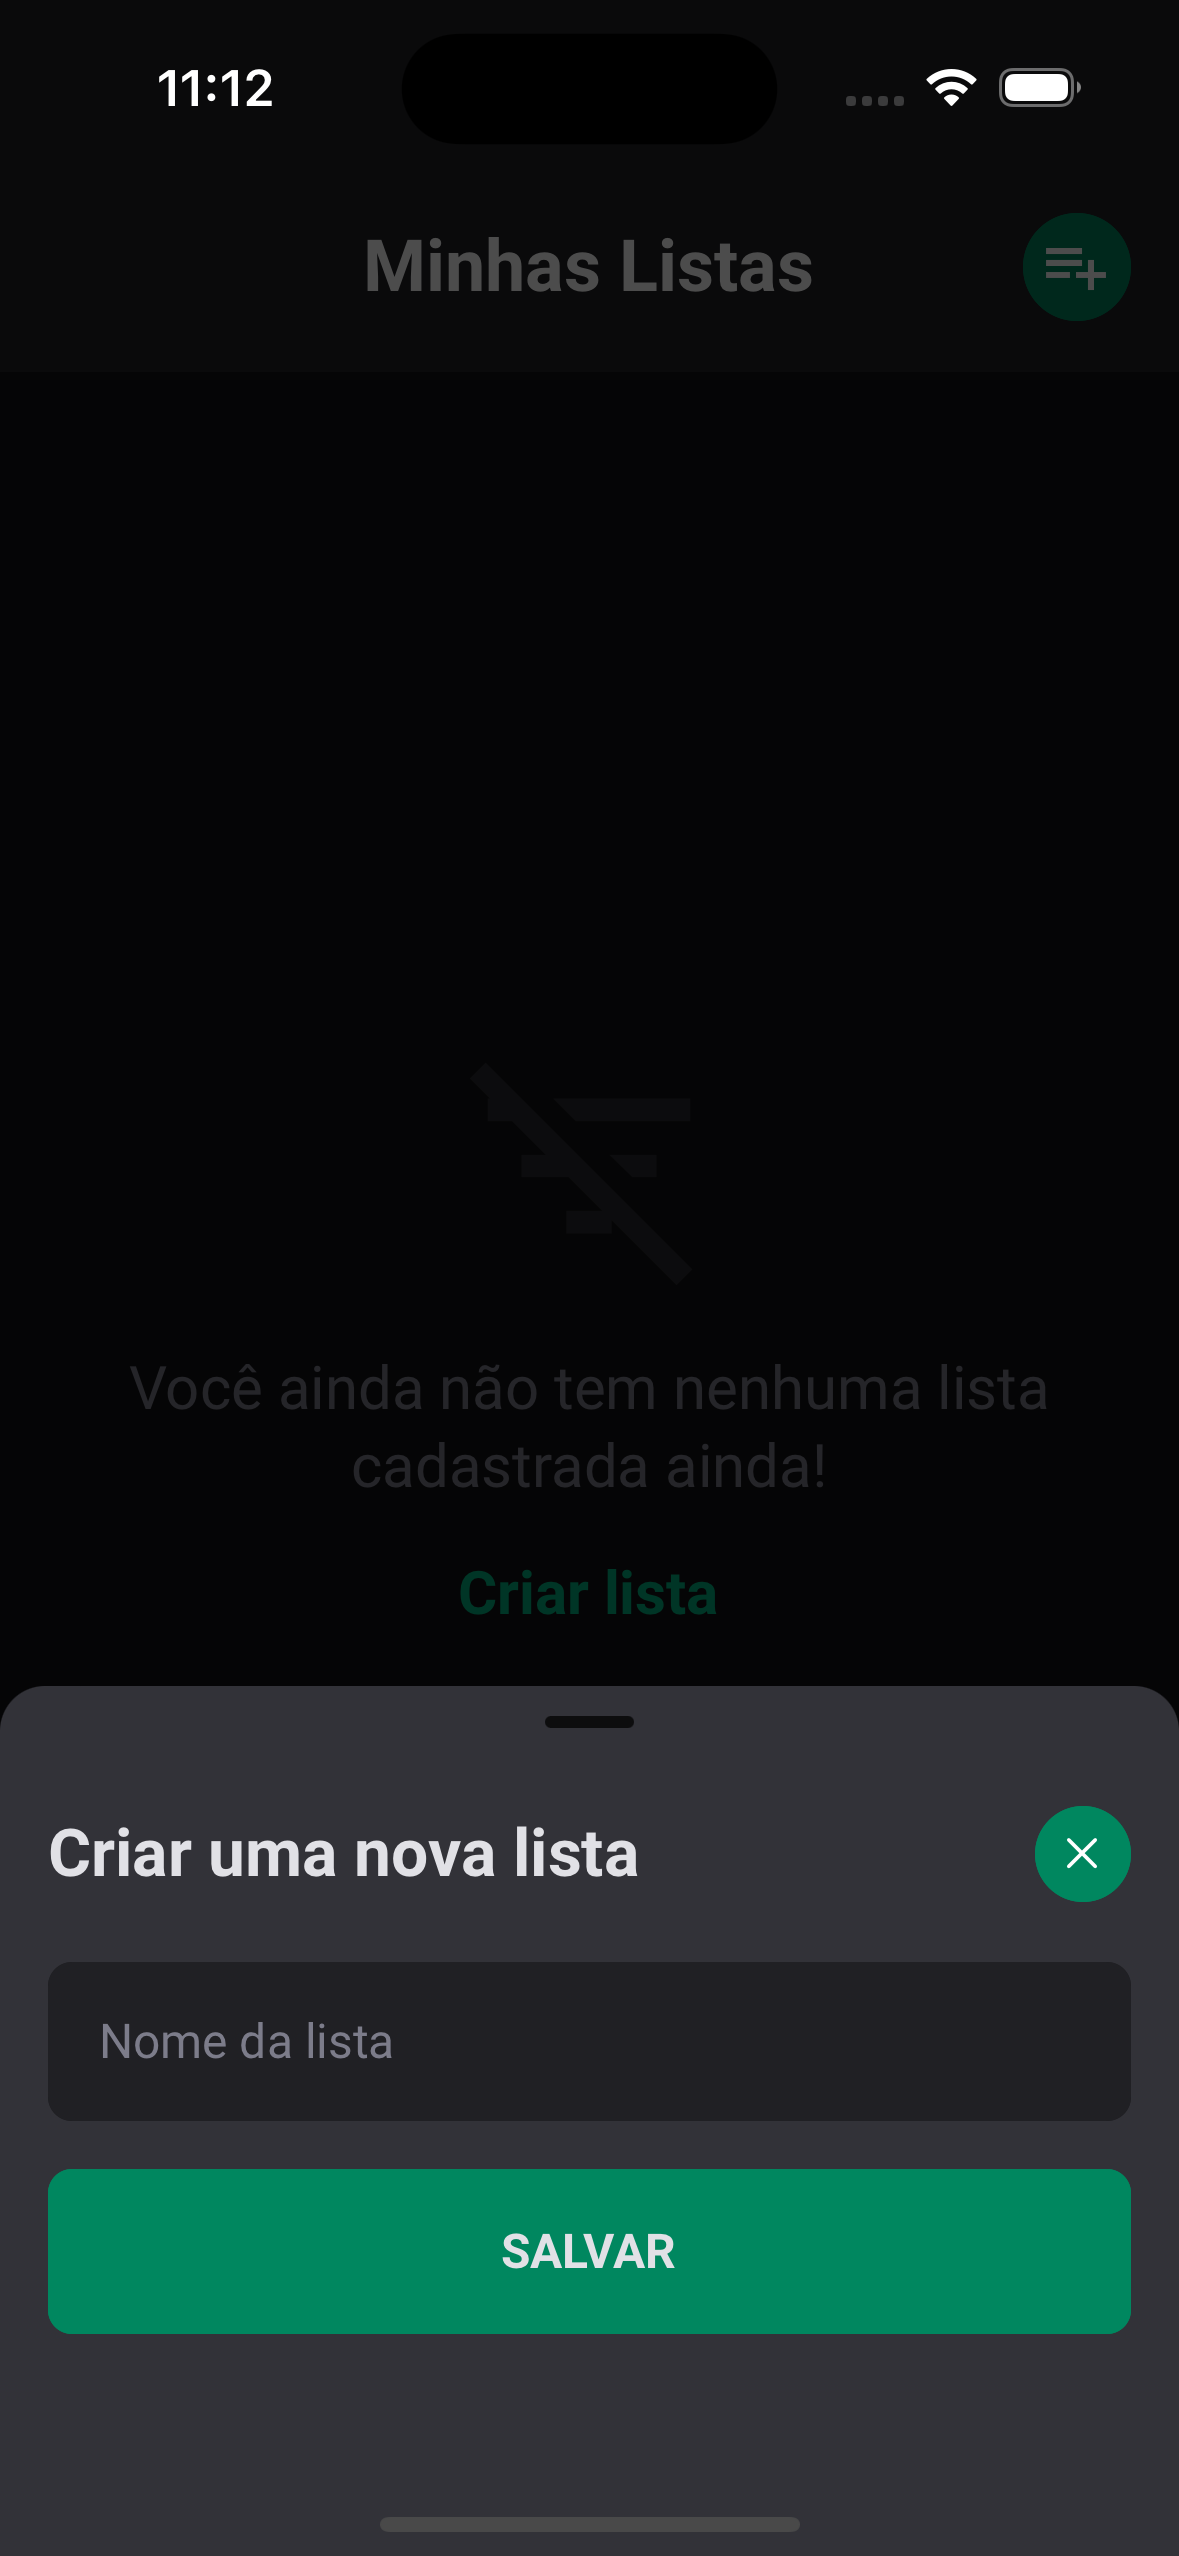 11:12
Minhas Listas
Você ainda não tem nenhuma lista
cadastrada ainda!
Criar lista
Criar uma nova lista
Nome da lista
SALVAR